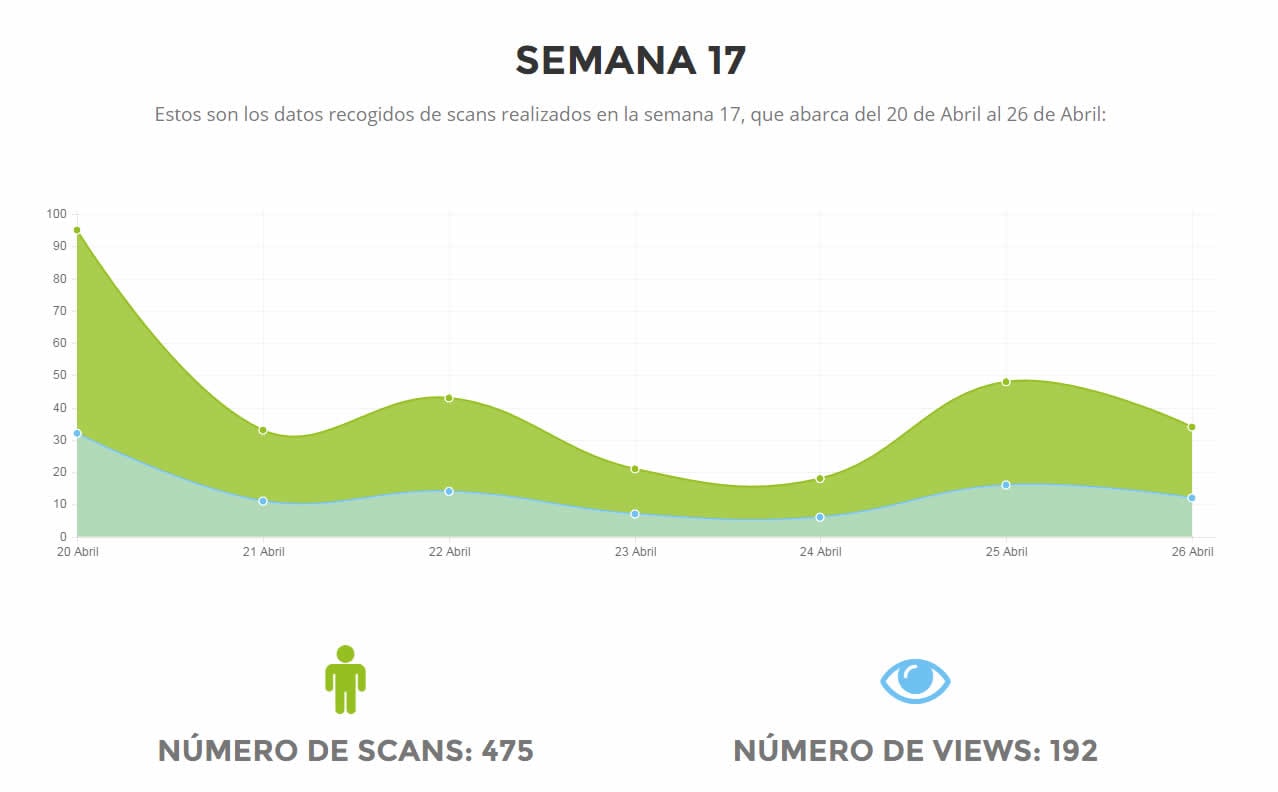 SEMANA 17
Estos son los datos recogidos de scans realizados en la semana 17, que abarca del 20 de Abril al 26 de Abril:
100
90
80
70
60
50
40
30
20
10
0
20 Abril 21 Abril 22 Abril 23 Abril 24 Abril 25 Abril 26 Abril
NÚMERO DE SCANS: 475 NÚMERO DE VIEWS: 192